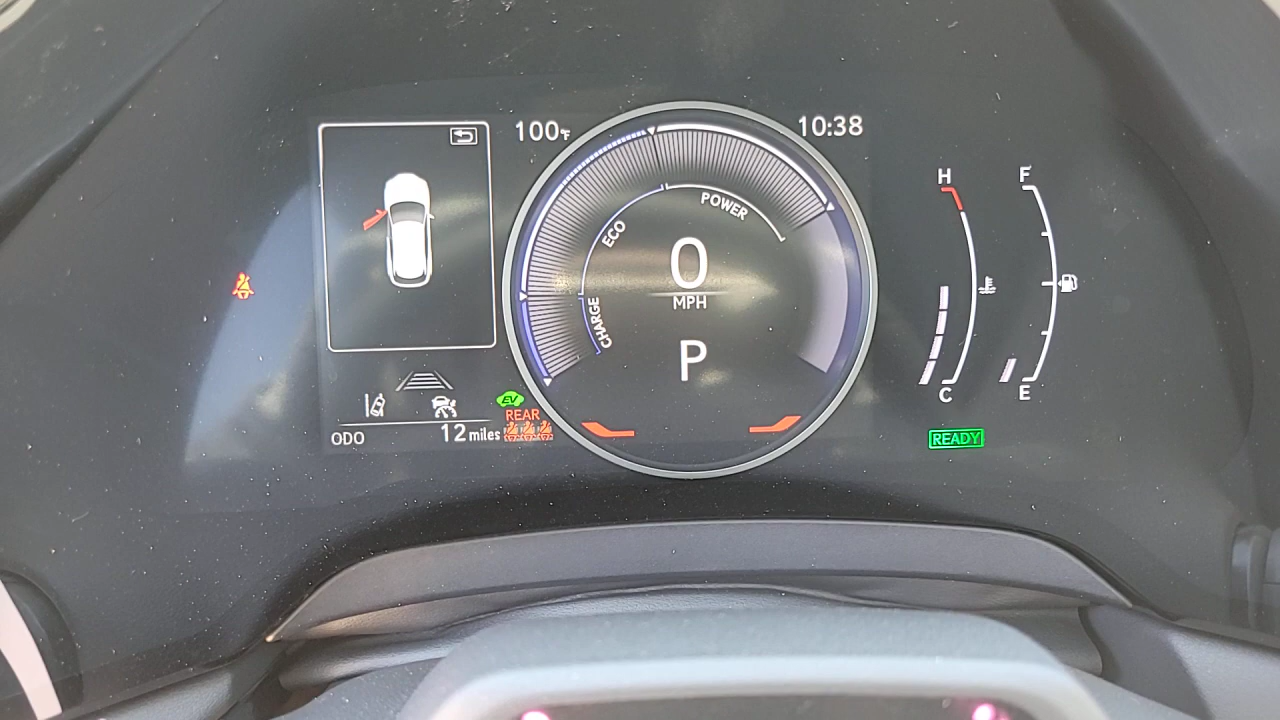 100°F
10:38
H
F
POWER
ECO
0
MPH
CHARGE
P
C
E
EV
REAR
ODO
12 miles
READY